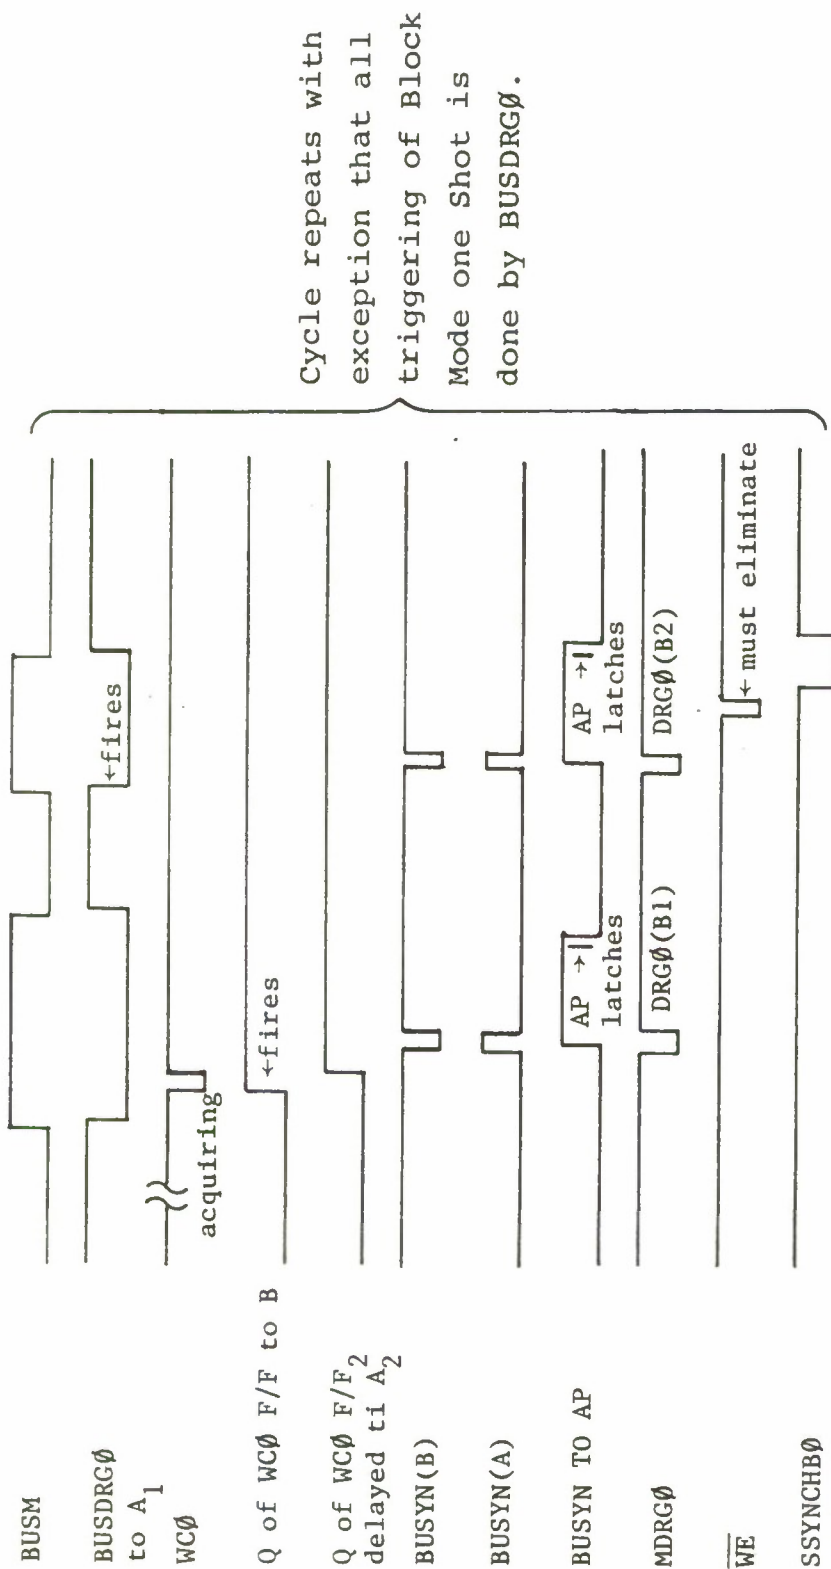 BUSM
BUSDRGØ
to A1
WCØ
acquiring
Q of WCØ F/F to B
←fires
Q of WCØ F/F2
delayed ti A2
BUSYN(B)
BUSYN(A)
BUSYN TO AP
AP →
latches
AP →
latches
MDRGØ
DRGØ(B1)
DRGØ(B2)
WE
←must eliminate
SSYNCHBØ
←fires
Cycle repeats with
exception that all
triggering of Block
Mode one Shot is
done by BUSDRGØ.